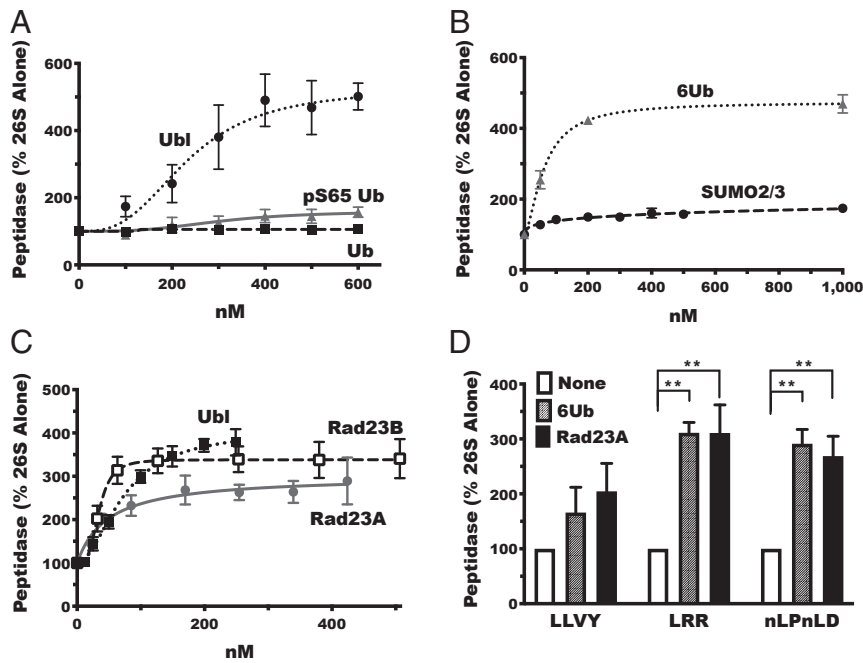 A
Peptidase (% 26S Alone)
600
400
200
0
Ubl
pS65 Ub
Ub
0 200 400 600
nM
B
Peptidase (% 26S Alone)
600
400
200
0
6Ub
SUMO2/3
0 200 400 600 800 1,000
nM
C
Peptidase (% 26S Alone)
500
400
300
200
100
0
Ubl
Rad23B
Rad23A
0 200 400
nM
D
Peptidase (% 26S Alone)
400
300
200
100
0
None
6Ub
Rad23A
** **
** **
LLVY LRR nLPnLD